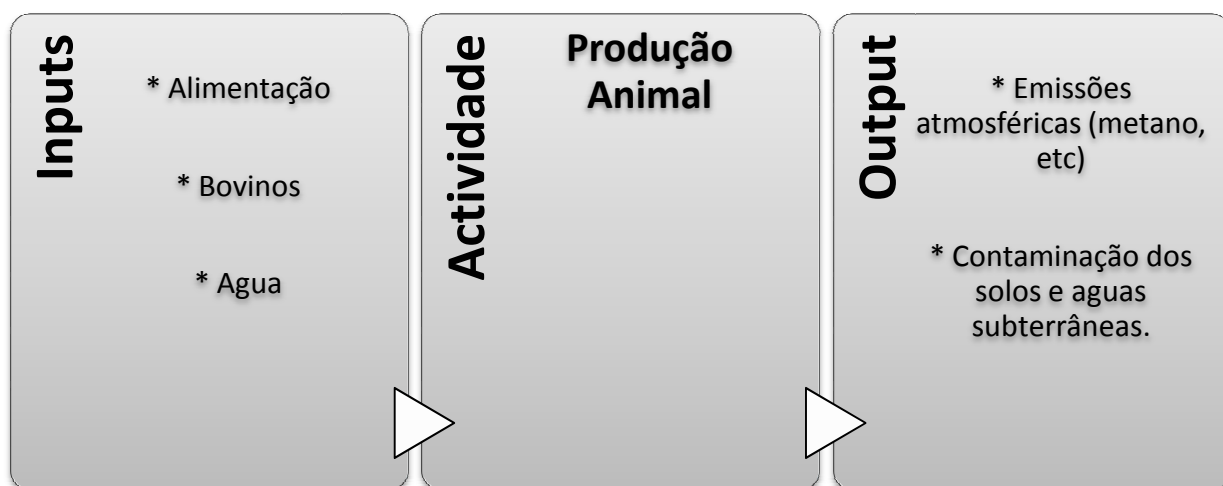 Inputs
* Alimentação
* Bovinos
* Agua
Actividade
Produção
Animal
Output
* Emissões
atmosféricas (metano,
etc)
* Contaminação dos
solos e aguas
subterrâneas.